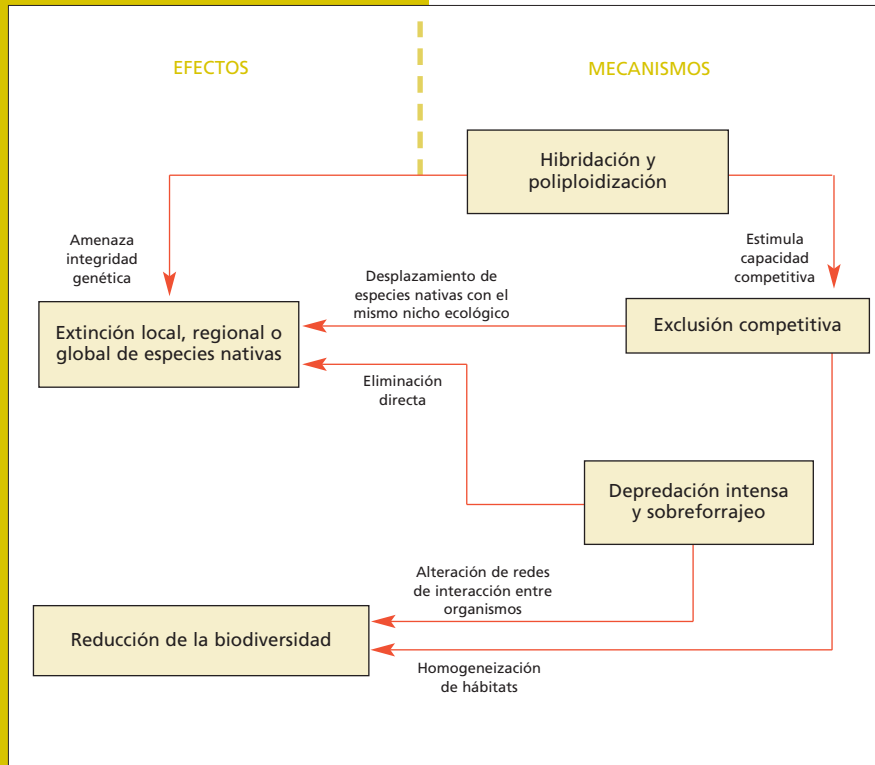 EFECTOS
MECANISMOS
Hibridación y
poliploidización
Amenaza
integridad
genética
Estimula
capacidad
competitiva
Desplazamiento de
especies nativas con el
mismo nicho ecológico
Extinción local, regional o
global de especies nativas
Exclusión competitiva
Eliminación
directa
Depredación intensa
y sobreforrajeo
Alteración de redes
de interacción entre
organismos
Reducción de la biodiversidad
Homogeneización
de hábitats